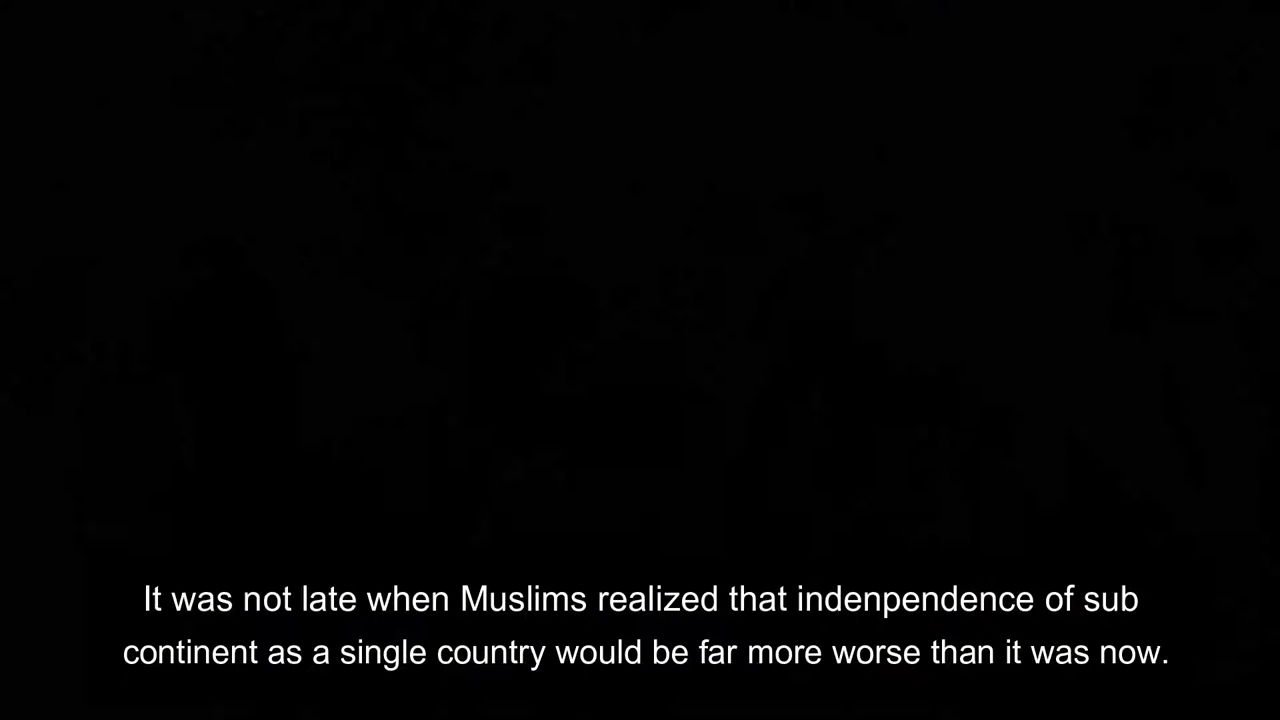 It was not late when Muslims realized that indenpendence of sub
continent as a single country would be far more worse than it was now.